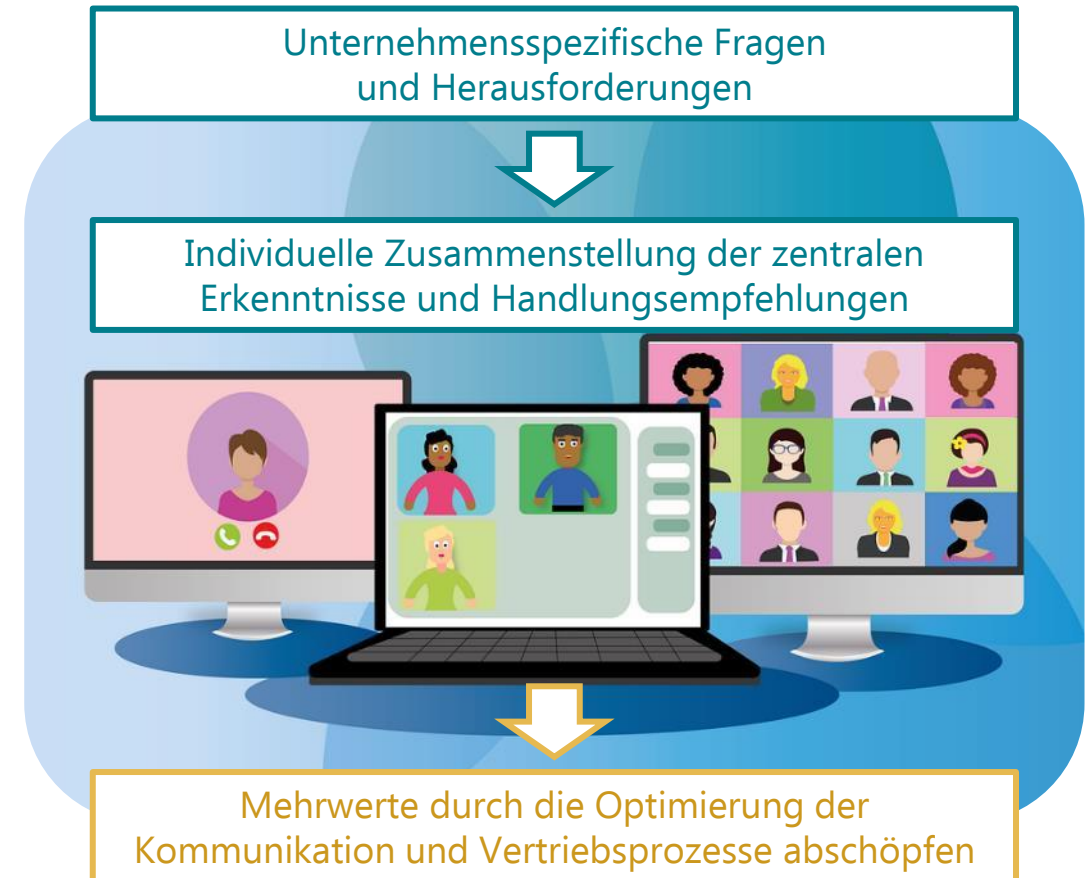 Unternehmensspezifische Fragen
und Herausforderungen
Individuelle Zusammenstellung der zentralen
Erkenntnisse und Handlungsempfehlungen
Mehrwerte durch die Optimierung der
Kommunikation und Vertriebsprozesse abschöpfen